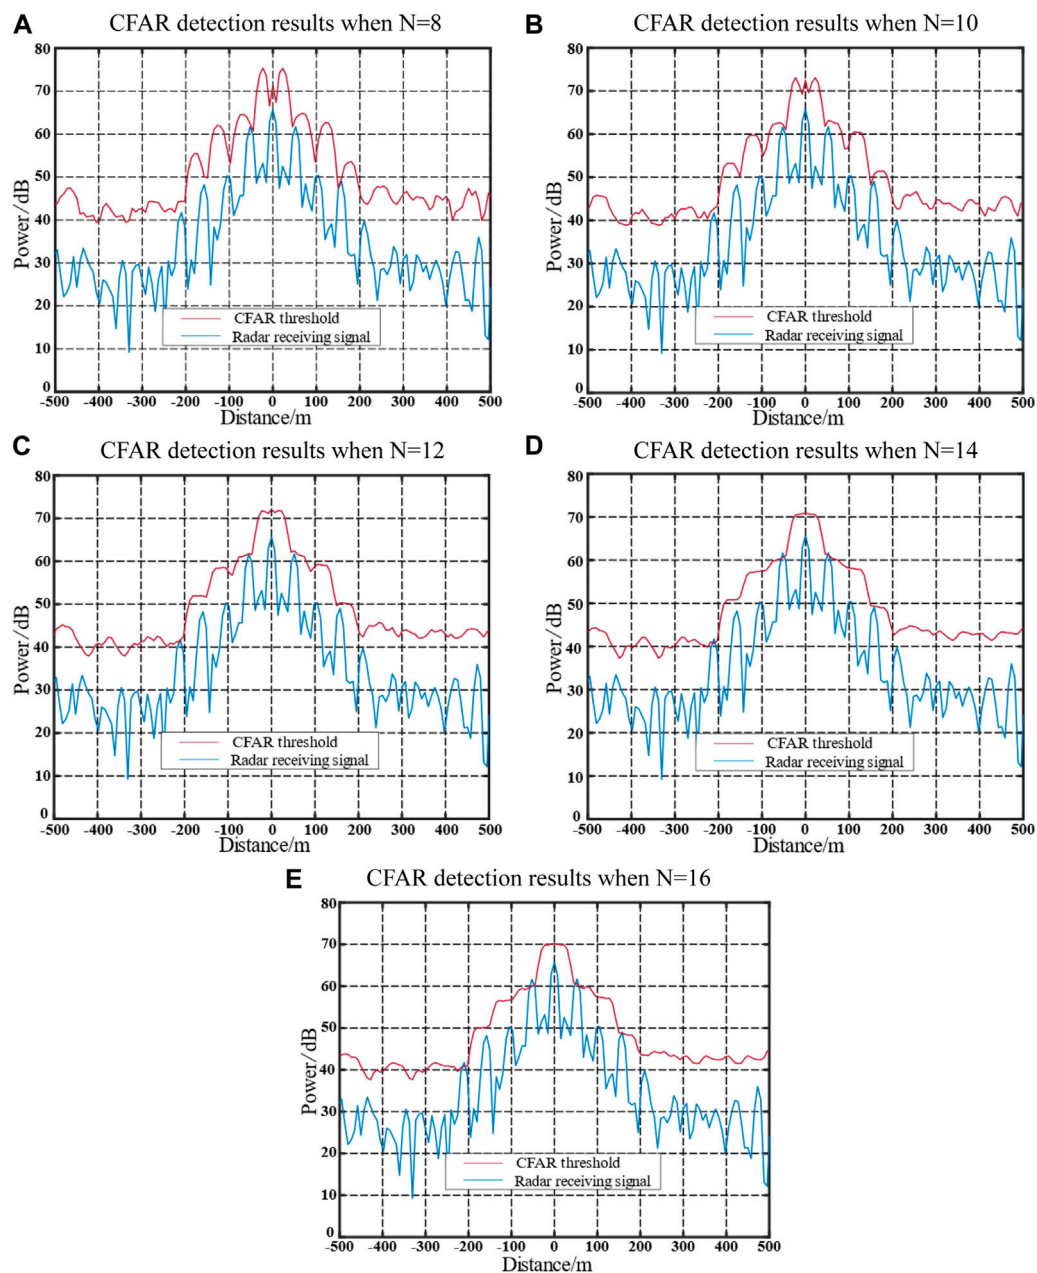 A CFAR detection results when N=8
80
70
60
50
40
30
20
10
0
Power/dB
-500 -400 -300 -200 -100 0 100 200 300 400 500
Distance/m
CFAR threshold
Radar receiving signal
B CFAR detection results when N=10
80
70
60
50
40
30
20
10
0
Power/dB
-500 -400 -300 -200 -100 0 100 200 300 400 500
Distance/m
CFAR threshold
Radar receiving signal
C CFAR detection results when N=12
80
70
60
50
40
30
20
10
0
Power/dB
-500 -400 -300 -200 -100 0 100 200 300 400 500
Distance/m
CFAR threshold
Radar receiving signal
D CFAR detection results when N=14
80
70
60
50
40
30
20
10
0
Power/dB
-500 -400 -300 -200 -100 0 100 200 300 400 500
Distance/m
CFAR threshold
Radar receiving signal
E CFAR detection results when N=16
80
70
60
50
40
30
20
10
0
Power/dB
-500 -400 -300 -200 -100 0 100 200 300 400 500
Distance/m
CFAR threshold
Radar receiving signal